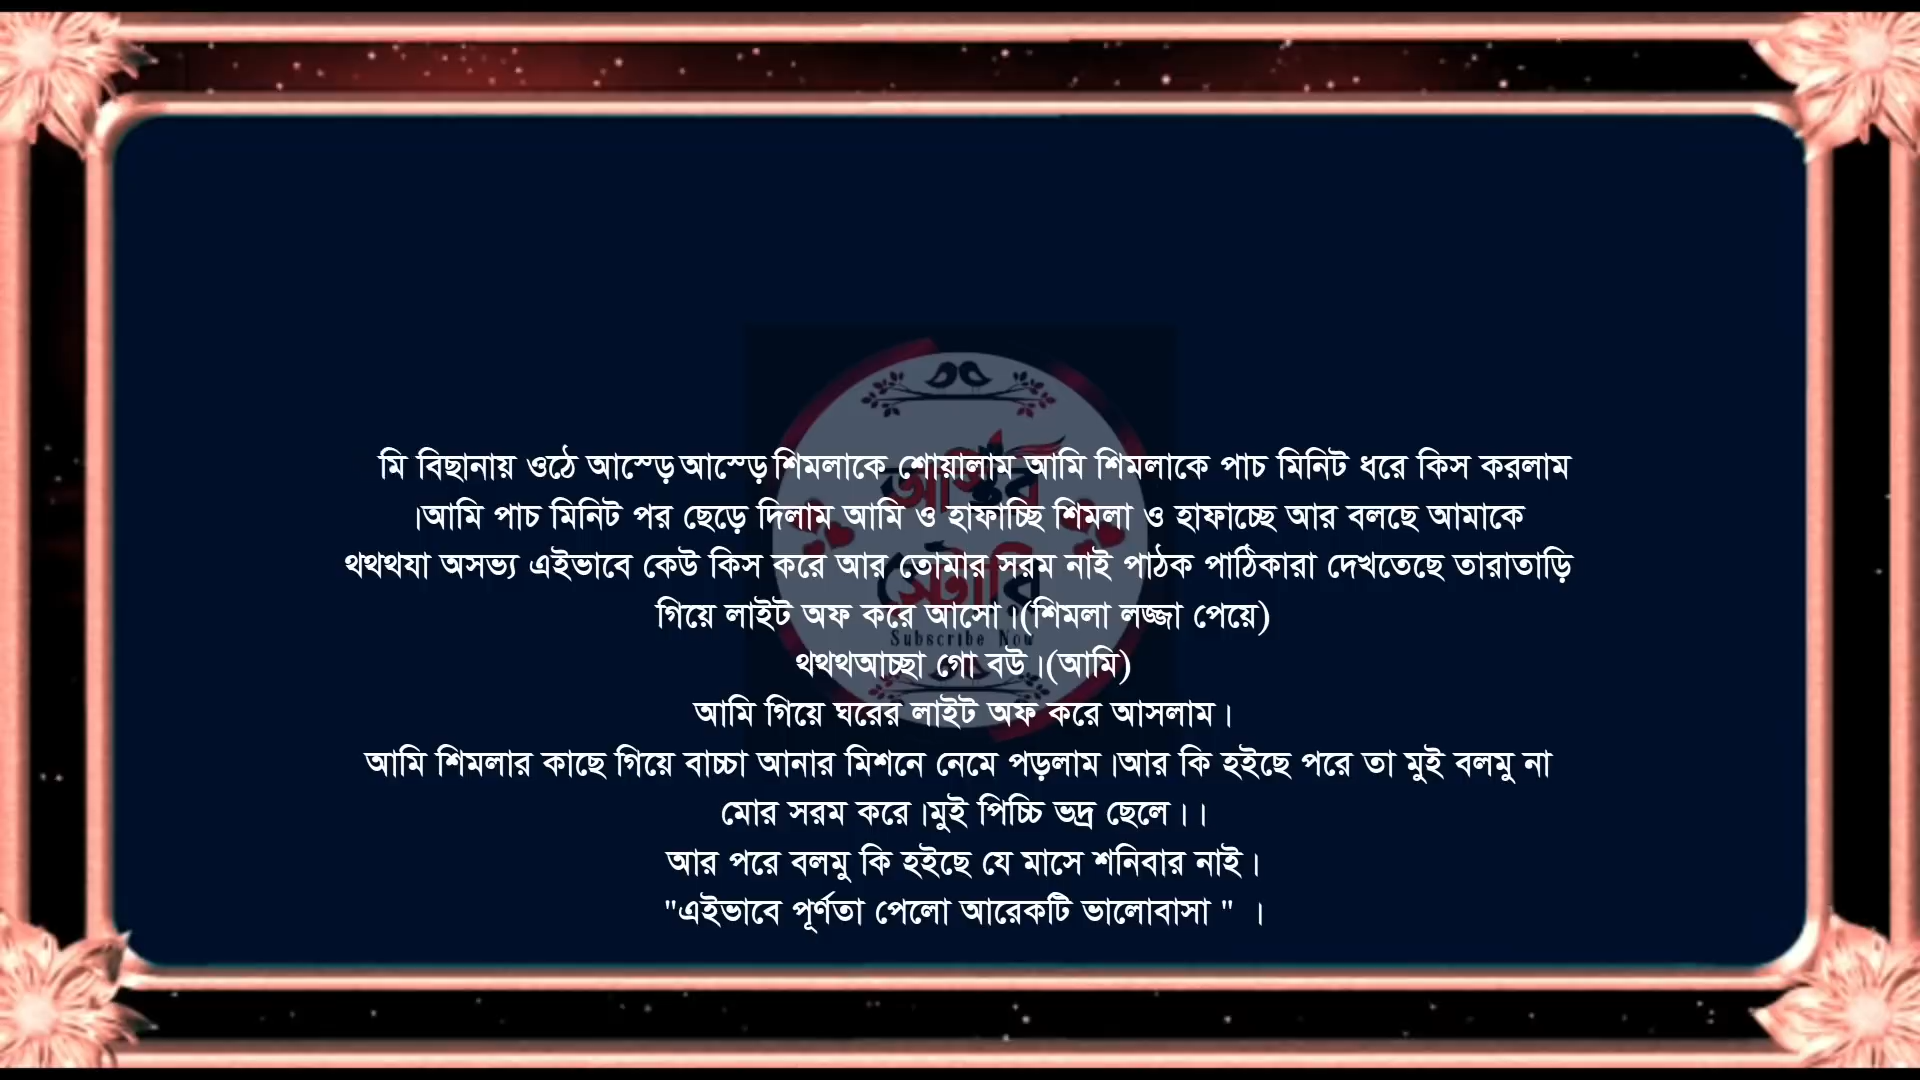 মি বিছানায় ওঠে আস্ড়ে আস্ড়ে শিমলাকে শোয়ালাম আমি শিমলাকে পাচ মিনিট ধরে কিস করলাম
।আমি পাচ মিনিট পর ছেড়ে দিলাম আমি ও হাফাচ্ছি শিমলা ও হাফাচ্ছে আর বলছে আমাকে
থথথযা অসভ্য এইভাবে কেউ কিস করে আর তোমার সরম নাই পাঠক পাঠিকারা দেখতেছে তারাতাড়ি
গিয়ে লাইট অফ করে আসো।(শিমলা লজ্জা পেয়ে)
থথথআচ্ছা গো বউ।(আমি)
আমি গিয়ে ঘরের লাইট অফ করে আসলাম।
আমি শিমলার কাছে গিয়ে বাচ্চা আনার মিশনে নেমে পড়লাম।আর কি হইছে পরে তা মুই বলমু না
মোর সরম করে।মুই পিচ্চি ভদ্র ছেলে।।
আর পরে বলমু কি হইছে যে মাসে শনিবার নাই।
"এইভাবে পূর্ণতা পেলো আরেকটি ভালোবাসা " ।
স্টোরি
Subscribe Now